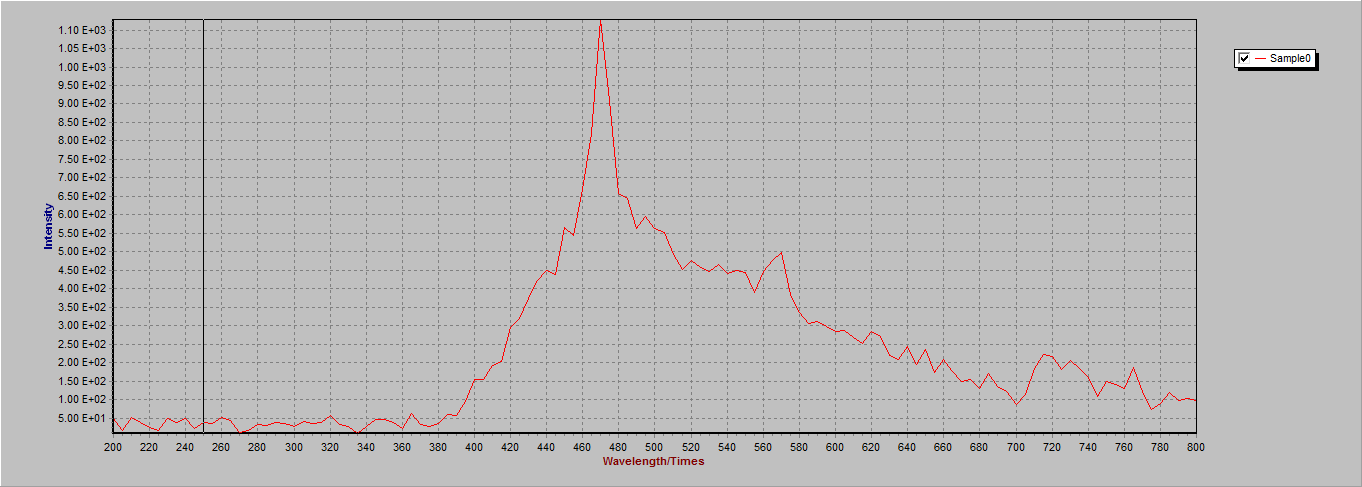 1.10 E+03
1.05 E+03
1.00 E+03
9.50 E+02
9.00 E+02
8.50 E+02
8.00 E+02
7.50 E+02
7.00 E+02
6.50 E+02
6.00 E+02
5.50 E+02
5.00 E+02
4.50 E+02
4.00 E+02
3.50 E+02
3.00 E+02
2.50 E+02
2.00 E+02
1.50 E+02
1.00 E+02
5.00 E+01
Intensity
200 220 240 260 280 300 320 340 360 380 400 420 440 460 480 500 520 540 560 580 600 620 640 660 680 700 720 740 760 780 800
Wavelength/Times
Sample0